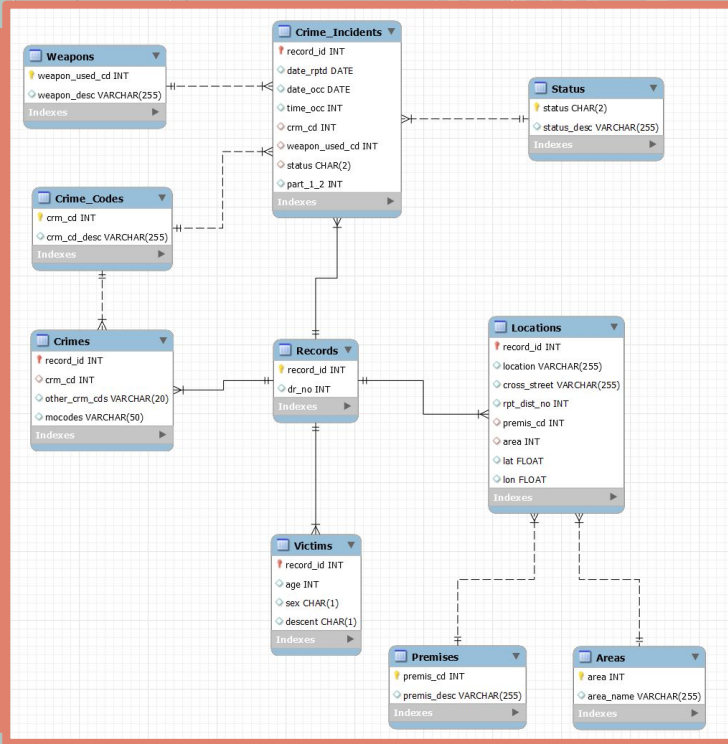 Weapons
weapon_used_cd INT
weapon_desc VARCHAR(255)
Indexes
Crime_Incidents
record_id INT
date_rptd DATE
date_occ DATE
time_occ INT
crm_cd INT
weapon_used_cd INT
status CHAR(2)
part_1_2 INT
Indexes
Status
status CHAR(2)
status_desc VARCHAR(255)
Indexes
Crime_Codes
crm_cd INT
crm_cd_desc VARCHAR(255)
Indexes
Crimes
record_id INT
crm_cd INT
other_crm_cds VARCHAR(20)
mocodes VARCHAR(50)
Indexes
Records
record_id INT
dr_no INT
Indexes
Locations
record_id INT
location VARCHAR(255)
cross_street VARCHAR(255)
rpt_dist_no INT
premis_cd INT
area INT
lat FLOAT
lon FLOAT
Indexes
Victims
record_id INT
age INT
sex CHAR(1)
descent CHAR(1)
Indexes
Premises
premis_cd INT
premis_desc VARCHAR(255)
Indexes
Areas
area INT
area_name VARCHAR(255)
Indexes